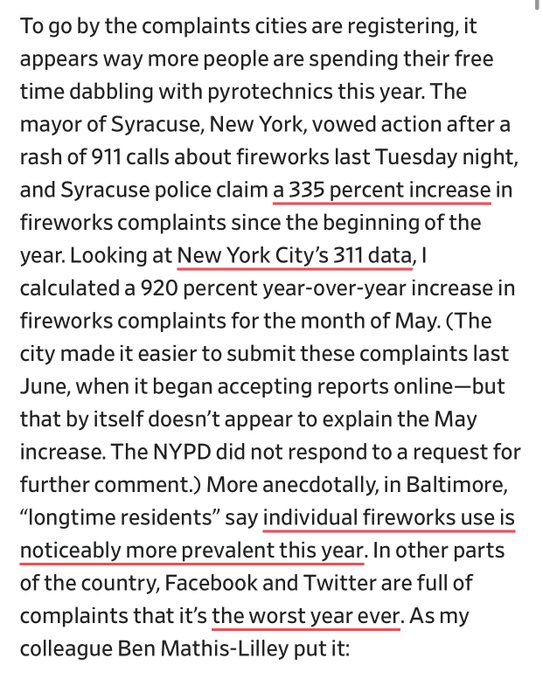 To go by the complaints cities are registering, it
appears way more people are spending their free
time dabbling with pyrotechnics this year. The
mayor of Syracuse, New York, vowed action after a
rash of 911 calls about fireworks last Tuesday night,
and Syracuse police claim a 335 percent increase in
fireworks complaints since the beginning of the
year. Looking at New York City’s 311 data, I
calculated a 920 percent year-over-year increase in
fireworks complaints for the month of May. (The
city made it easier to submit these complaints last
June, when it began accepting reports online—but
that by itself doesn’t appear to explain the May
increase. The NYPD did not respond to a request for
further comment.) More anecdotally, in Baltimore,
“longtime residents” say individual fireworks use is
noticeably more prevalent this year. In other parts
of the country, Facebook and Twitter are full of
complaints that it’s the worst year ever. As my
colleague Ben Mathis-Lilley put it: